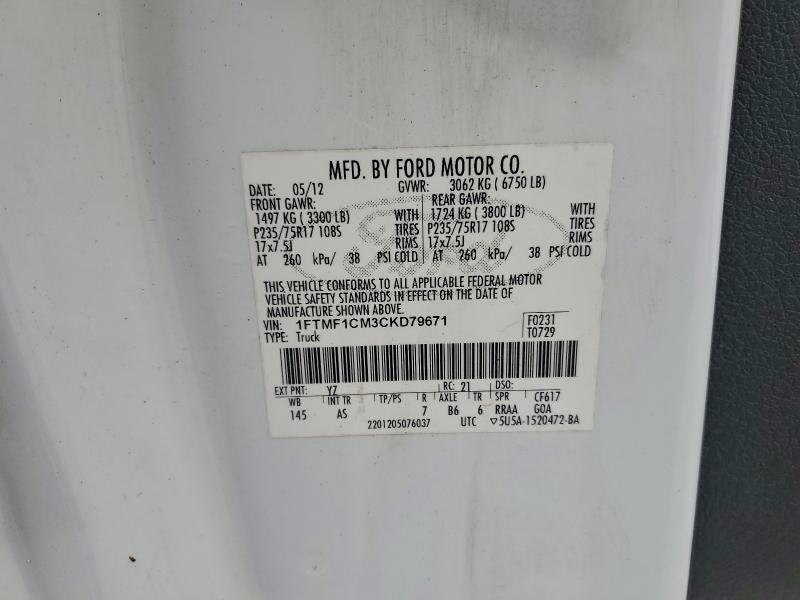 MFD. BY FORD MOTOR CO.
DATE: 05/12 GVWR: 3062 KG ( 6750 LB)
FRONT GAWR: REAR GAWR:
1497 KG ( 3300 LB) WITH 1724 KG ( 3800 LB) WITH
P235/75R17 108S TIRES P235/75R17 108S TIRES
17x7.5J RIMS 17x7.5J RIMS
AT 260 kPa/ 38 PSI COLD AT 260 kPa/ 38 PSI COLD
Ford
THIS VEHICLE CONFORMS TO ALL APPLICABLE FEDERAL MOTOR
VEHICLE SAFETY STANDARDS IN EFFECT ON THE DATE OF
MANUFACTURE SHOWN ABOVE.
VIN: 1FTMF1CM3CKD79671 F0231
TYPE: Truck T0729
EXT PNT: YZ RC: 21 DSO:
WB INT TR TP/PS R AXLE TR SPR CF617
145 AS 7 B6 6 RRAA G0A
2201205076037 UTC ▽5U5A-1520472-BA